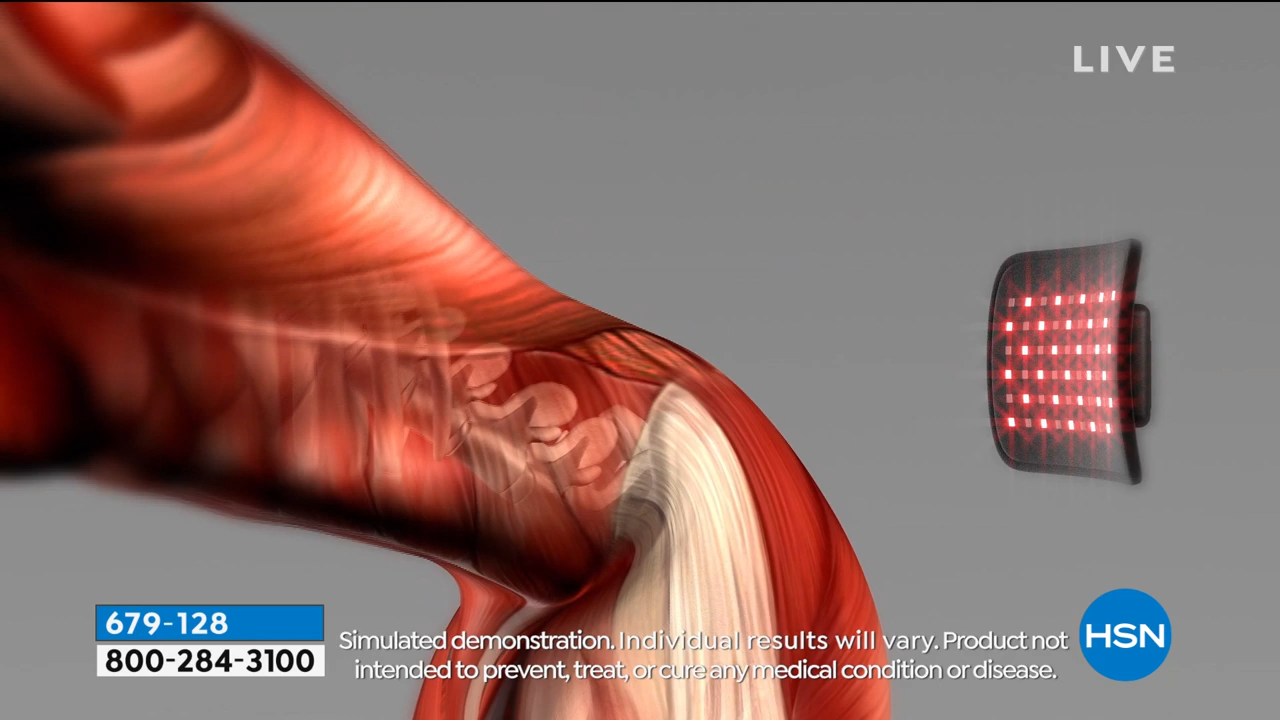 LIVE
679-128
800-284-3100
Simulated demonstration. Individual results will vary. Product not
intended to prevent, treat, or cure any medical condition or disease.
HSN